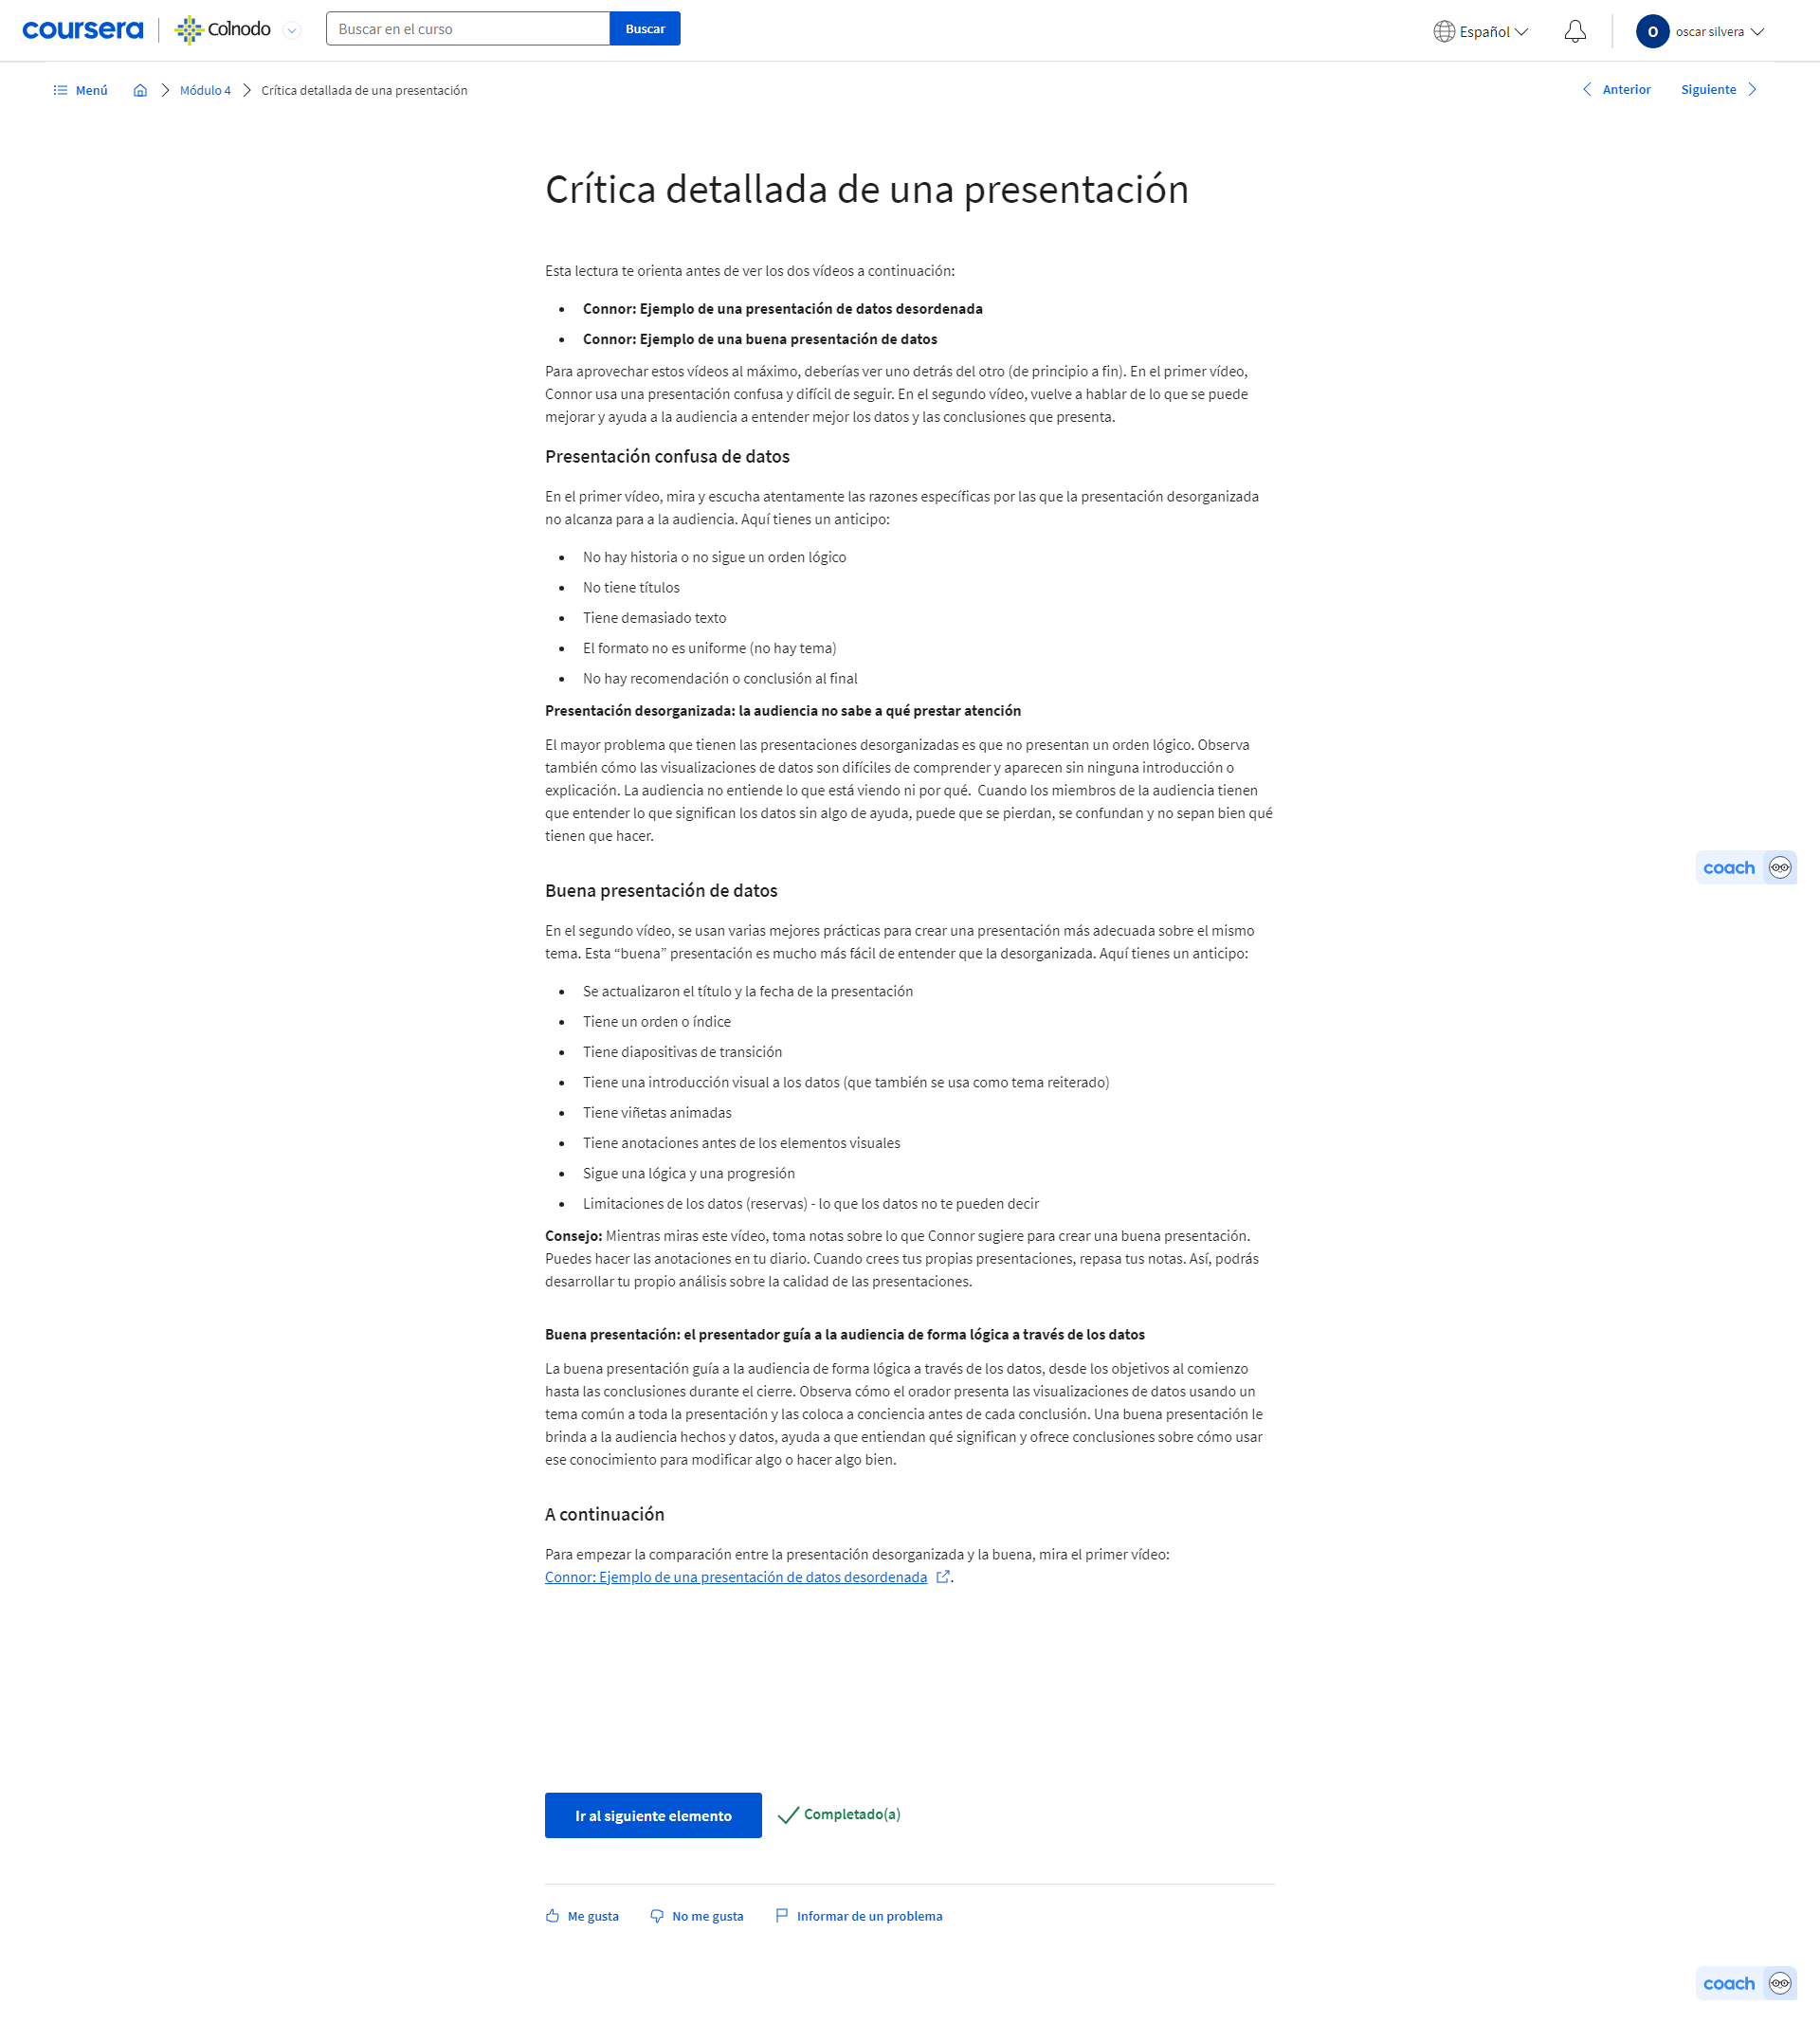 coursera
Colnodo
Buscar en el curso
Buscar
Español
O
oscar silvera
Menú
Módulo 4
Crítica detallada de una presentación
Anterior
Siguiente
Crítica detallada de una presentación
Esta lectura te orienta antes de ver los dos vídeos a continuación:
• Connor: Ejemplo de una presentación de datos desordenada
• Connor: Ejemplo de una buena presentación de datos
Para aprovechar estos vídeos al máximo, deberías ver uno detrás del otro (de principio a fin). En el primer vídeo,
Connor usa una presentación confusa y difícil de seguir. En el segundo vídeo, vuelve a hablar de lo que se puede
mejorar y ayuda a la audiencia a entender mejor los datos y las conclusiones que presenta.
Presentación confusa de datos
En el primer vídeo, mira y escucha atentamente las razones específicas por las que la presentación desorganizada
no alcanza para a la audiencia. Aquí tienes un anticipo:
• No hay historia o no sigue un orden lógico
• No tiene títulos
• Tiene demasiado texto
• El formato no es uniforme (no hay tema)
• No hay recomendación o conclusión al final
Presentación desorganizada: la audiencia no sabe a qué prestar atención
El mayor problema que tienen las presentaciones desorganizadas es que no presentan un orden lógico. Observa
también cómo las visualizaciones de datos son difíciles de comprender y aparecen sin ninguna introducción o
explicación. La audiencia no entiende lo que está viendo ni por qué.  Cuando los miembros de la audiencia tienen
que entender lo que significan los datos sin algo de ayuda, puede que se pierdan, se confundan y no sepan bien qué
tienen que hacer.
coach
Buena presentación de datos
En el segundo vídeo, se usan varias mejores prácticas para crear una presentación más adecuada sobre el mismo
tema. Esta “buena” presentación es mucho más fácil de entender que la desorganizada. Aquí tienes un anticipo:
• Se actualizaron el título y la fecha de la presentación
• Tiene un orden o índice
• Tiene diapositivas de transición
• Tiene una introducción visual a los datos (que también se usa como tema reiterado)
• Tiene viñetas animadas
• Tiene anotaciones antes de los elementos visuales
• Sigue una lógica y una progresión
• Limitaciones de los datos (reservas) - lo que los datos no te pueden decir
Consejo: Mientras miras este vídeo, toma notas sobre lo que Connor sugiere para crear una buena presentación.
Puedes hacer las anotaciones en tu diario. Cuando crees tus propias presentaciones, repasa tus notas. Así, podrás
desarrollar tu propio análisis sobre la calidad de las presentaciones.
Buena presentación: el presentador guía a la audiencia de forma lógica a través de los datos
La buena presentación guía a la audiencia de forma lógica a través de los datos, desde los objetivos al comienzo
hasta las conclusiones durante el cierre. Observa cómo el orador presenta las visualizaciones de datos usando un
tema común a toda la presentación y las coloca a conciencia antes de cada conclusión. Una buena presentación le
brinda a la audiencia hechos y datos, ayuda a que entiendan qué significan y ofrece conclusiones sobre cómo usar
ese conocimiento para modificar algo o hacer algo bien.
A continuación
Para empezar la comparación entre la presentación desorganizada y la buena, mira el primer vídeo:
Connor: Ejemplo de una presentación de datos desordenada .
Ir al siguiente elemento
Completado(a)
Me gusta
No me gusta
Informar de un problema
coach